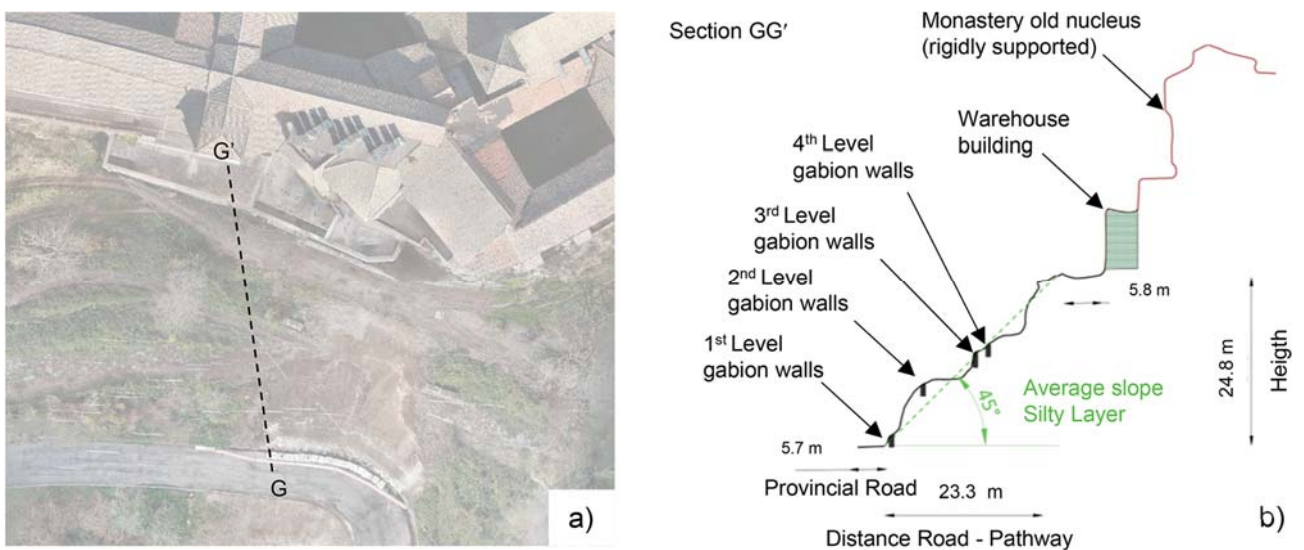 G'
G
a)
Section GG'
Monastery old nucleus
(rigidly supported)
Warehouse
building
4th Level
gabion walls
3rd Level
gabion walls
2nd Level
gabion walls
1st Level
gabion walls
5.8 m
24.8 m
Heigth
Average slope
Silty Layer
45°
5.7 m
Provincial Road
23.3 m
Distance Road - Pathway
b)